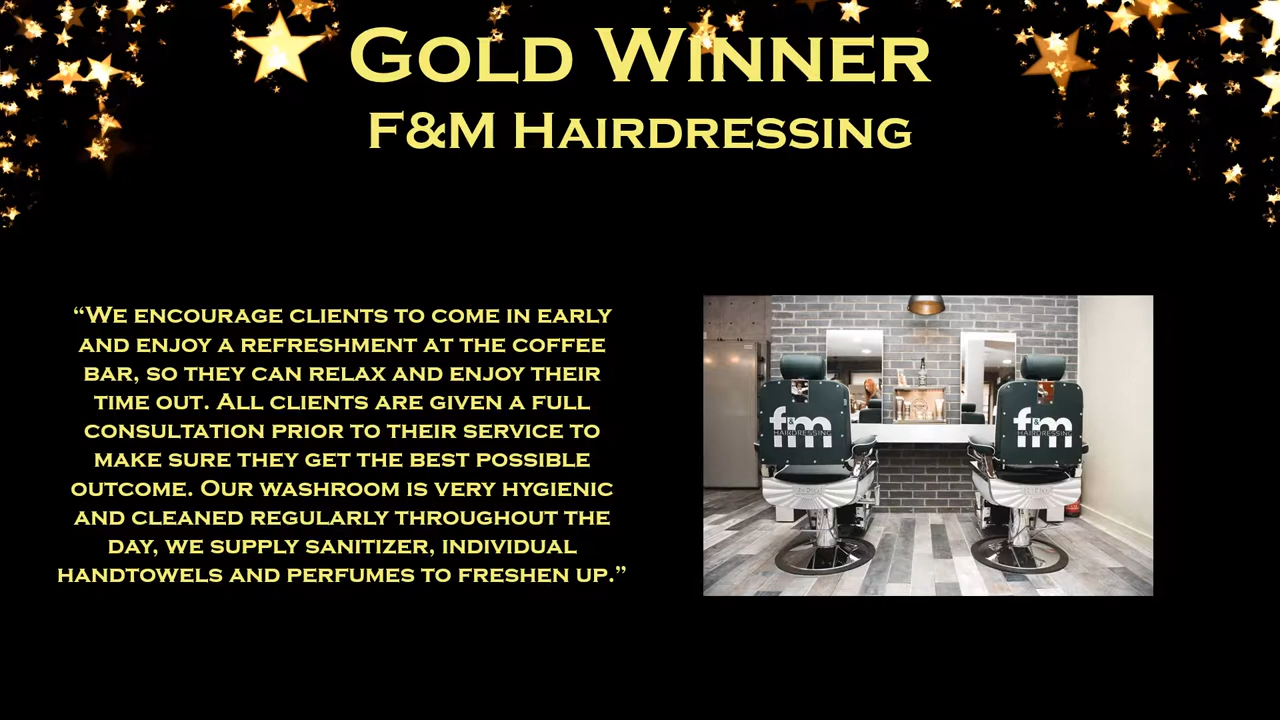 Gold Winner
F&M Hairdressing
“We encourage clients to come in early
and enjoy a refreshment at the coffee
bar, so they can relax and enjoy their
time out. All clients are given a full
consultation prior to their service to
make sure they get the best possible
outcome. Our washroom is very hygienic
and cleaned regularly throughout the
day, we supply sanitizer, individual
handtowels and perfumes to freshen up.”
f&m
HAIRDRESSING
f&m
HAIRDRESSING